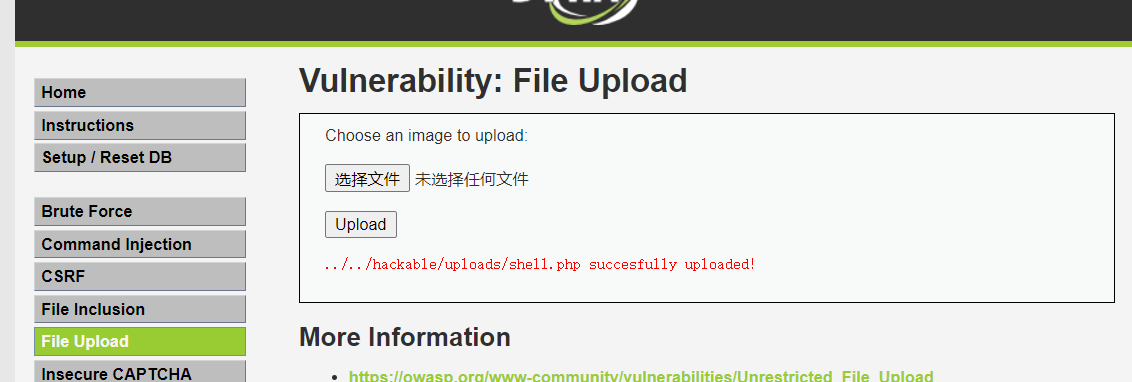 Vulnerability: File Upload
Home
Instructions
Setup / Reset DB
Brute Force
Command Injection
CSRF
File Inclusion
File Upload
Insecure CAPTCHA
Choose an image to upload:
选择文件 未选择任何文件
Upload
../../hackable/uploads/shell.php succesfully uploaded!
More Information
https://owasp.org/www-community/vulnerabilities/Unrestricted_File_Upload